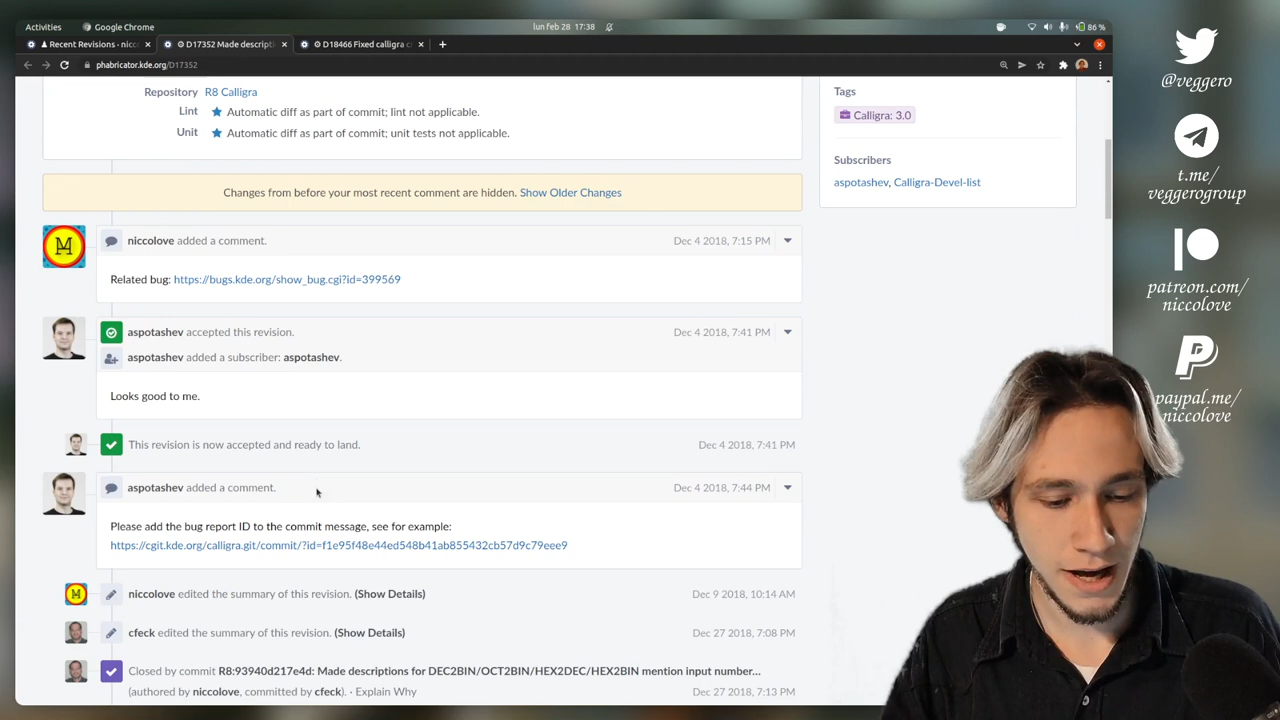 Activities
Google Chrome
lun feb 28 17:38
86 %
Recent Revisions · nicc
D17352 Made descript
D18466 Fixed calligra c
phabricator.kde.org/D17352
Repository R8 Calligra
Lint Automatic diff as part of commit; lint not applicable.
Unit Automatic diff as part of commit; unit tests not applicable.
Tags
Calligra: 3.0
Subscribers
aspotashev, Calligra-Devel-list
Changes from before your most recent comment are hidden. Show Older Changes
niccolove added a comment. Dec 4 2018, 7:15 PM
Related bug: https://bugs.kde.org/show_bug.cgi?id=399569
aspotashev accepted this revision. Dec 4 2018, 7:41 PM
aspotashev added a subscriber: aspotashev.
Looks good to me.
This revision is now accepted and ready to land. Dec 4 2018, 7:41 PM
aspotashev added a comment. Dec 4 2018, 7:44 PM
Please add the bug report ID to the commit message, see for example:
https://cgit.kde.org/calligra.git/commit/?id=f1e95f48e44ed548b41ab855432cb57d9c79eee9
niccolove edited the summary of this revision. (Show Details) Dec 9 2018, 10:14 AM
cfeck edited the summary of this revision. (Show Details) Dec 27 2018, 7:08 PM
Closed by commit R8:93940d217e4d: Made descriptions for DEC2BIN/OCT2BIN/HEX2DEC/HEX2BIN mention input number...
(authored by niccolove, committed by cfeck). · Explain Why Dec 27 2018, 7:13 PM
@veggero
t.me/
veggerogroup
patreon.com/
niccolove
paypal.me/
niccolove